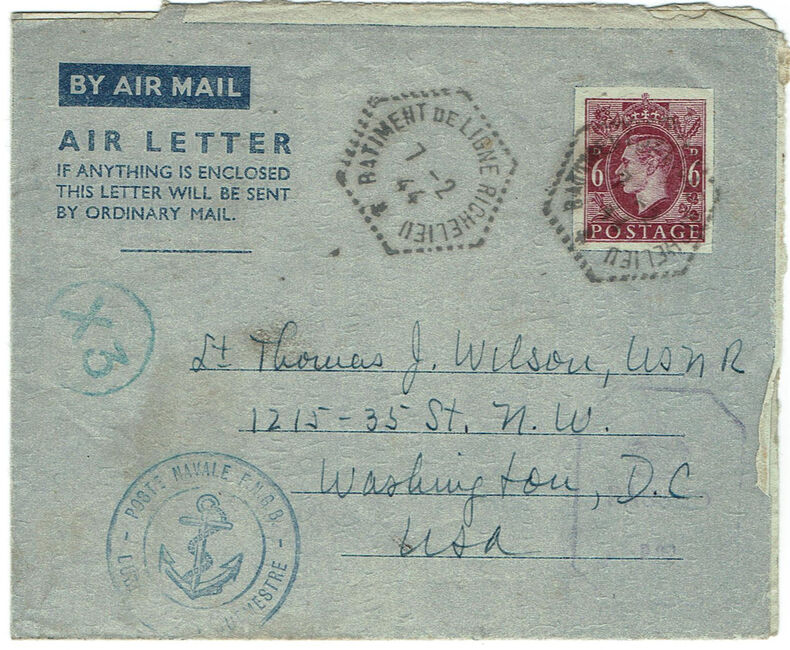 BY AIR MAIL
AIR LETTER
IF ANYTHING IS ENCLOSED
THIS LETTER WILL BE SENT
BY ORDINARY MAIL.
BATIMENT DE LIGNE RICHELIEU
7 -2
44
6D 6D
POSTAGE
X3
Lt Thomas J. Wilson, USNR
1215-35 St. N.W.
Washington, D.C
USA
- POSTE NAVALE F.N.G.B. -